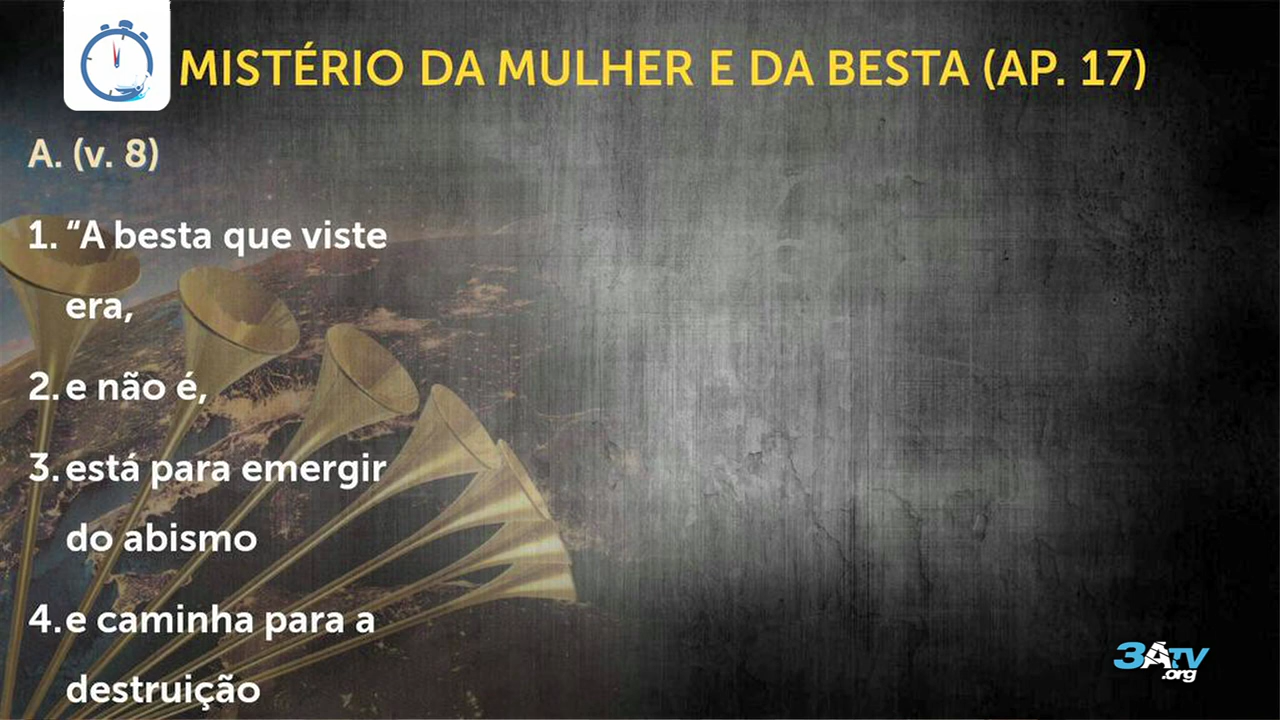 MISTÉRIO DA MULHER E DA BESTA (AP. 17)
A. (v. 8)
1. “A besta que viste
era,
2. e não é,
3. está para emergir
do abismo
4. e caminha para a
destruição
3ATV
.org